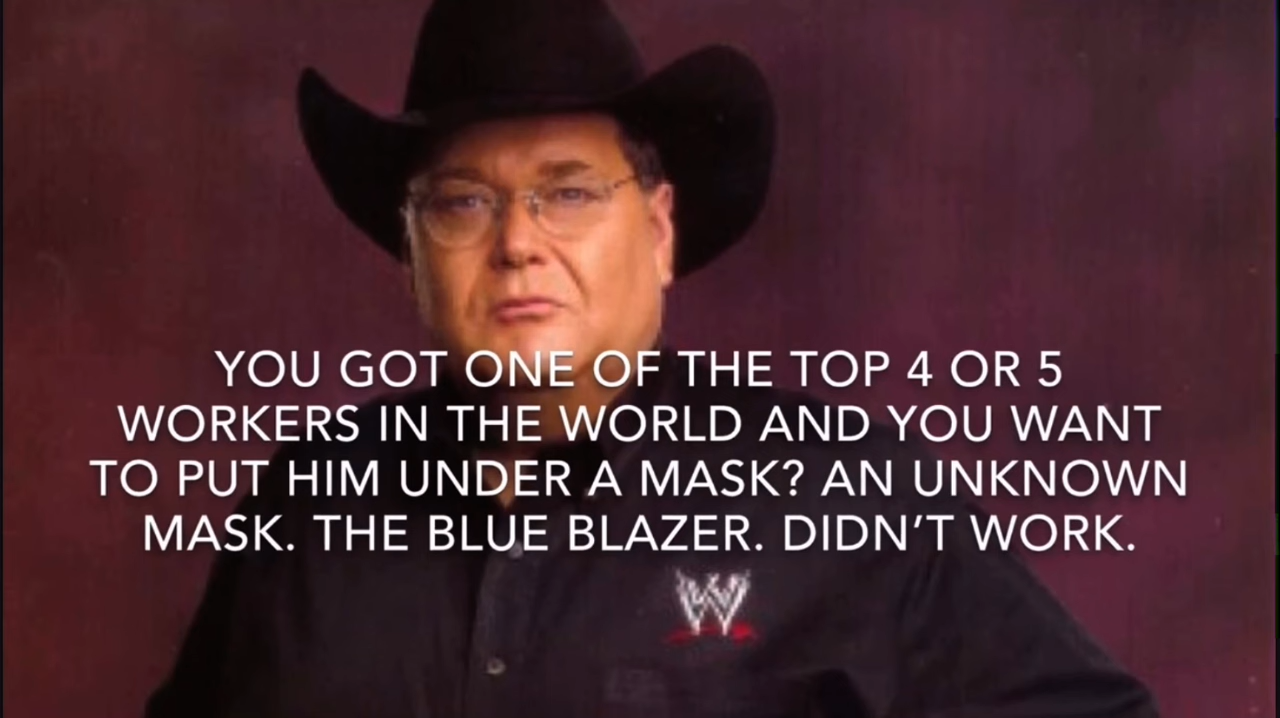 YOU GOT ONE OF THE TOP 4 OR 5
WORKERS IN THE WORLD AND YOU WANT
TO PUT HIM UNDER A MASK? AN UNKNOWN
MASK. THE BLUE BLAZER. DIDN’T WORK.
W